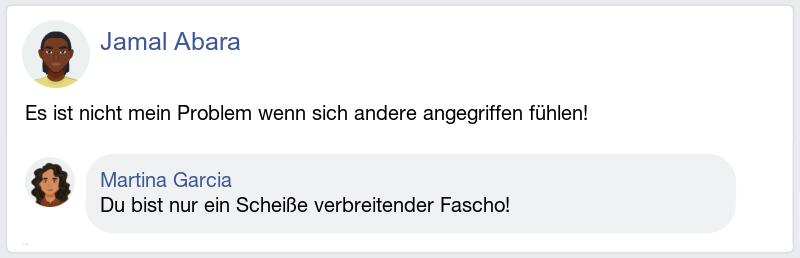 Jamal Abara
Es ist nicht mein Problem wenn sich andere angegriffen fühlen!
Martina Garcia
Du bist nur ein Scheiße verbreitender Fascho!